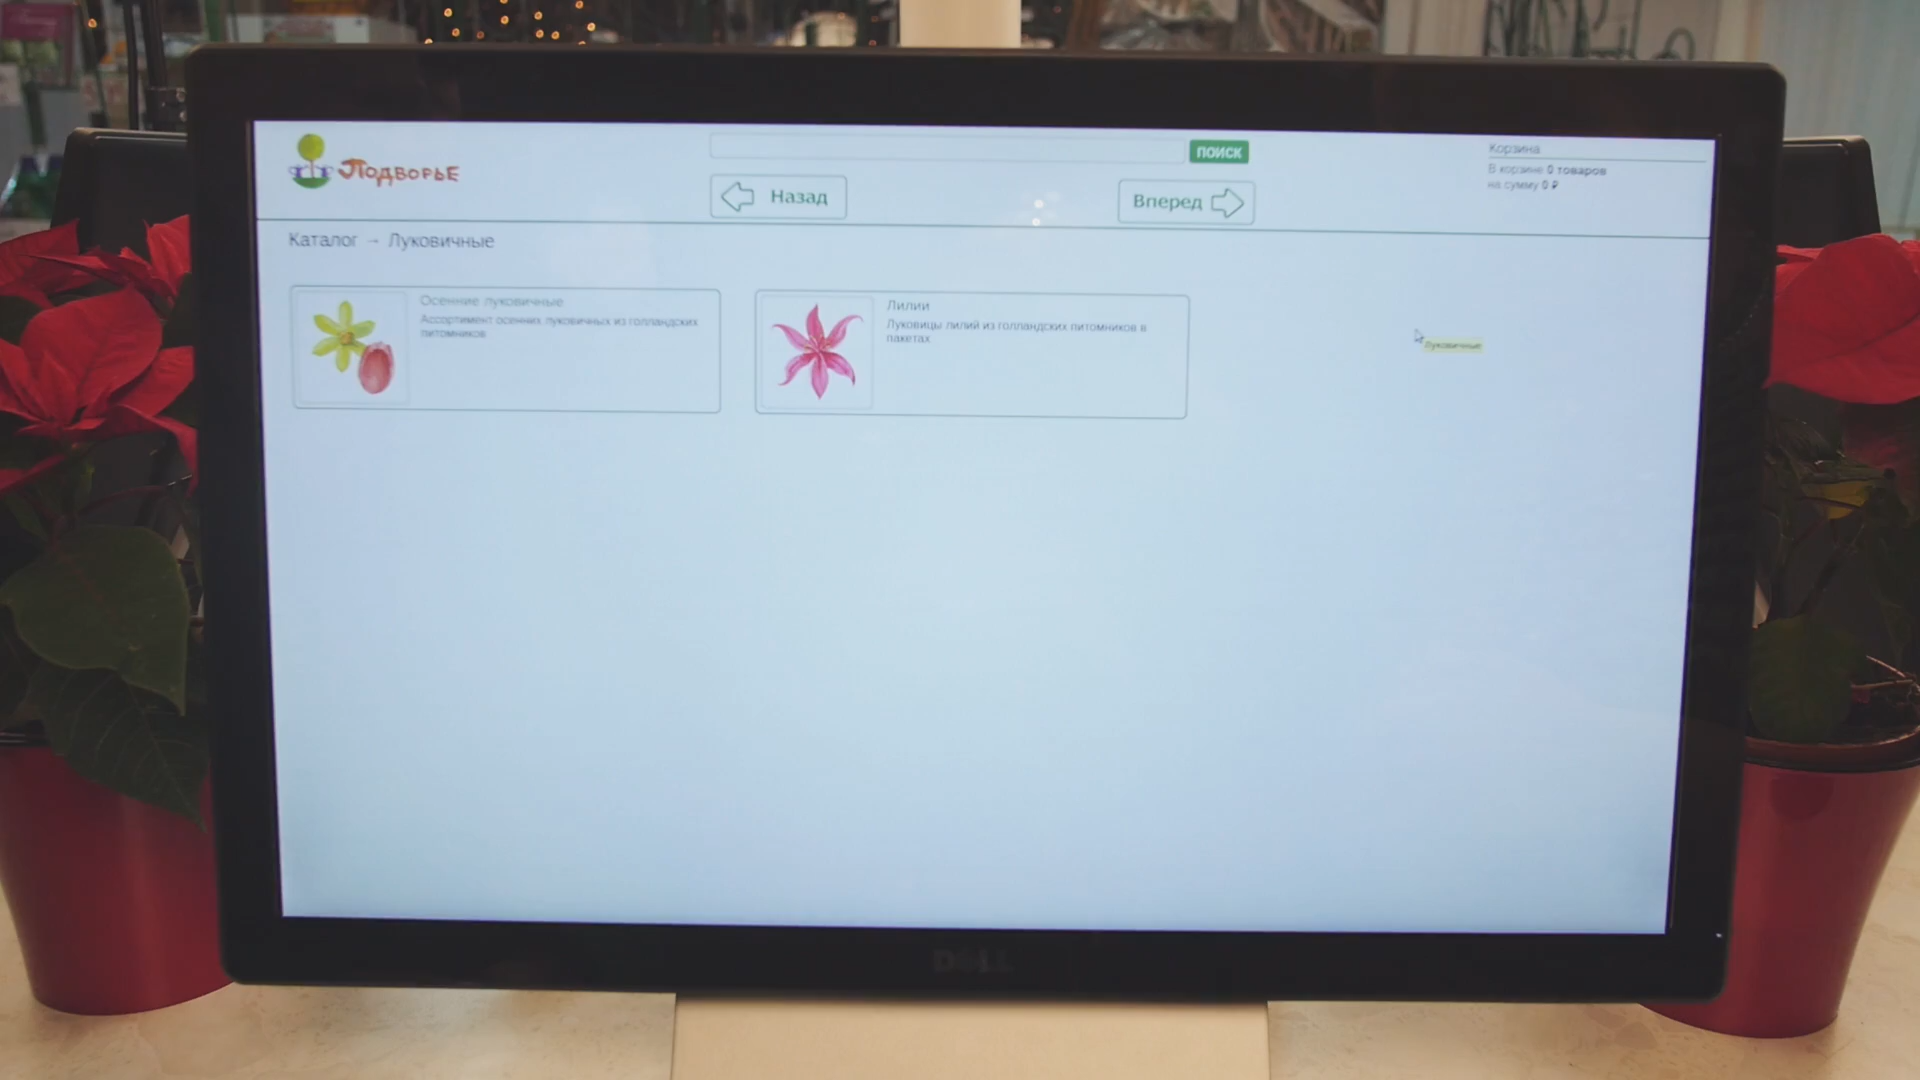 Подворье
ПОИСК
Назад
Вперед
Корзина
В корзине 0 товаров
на сумму 0 ₽
Каталог → Луковичные
Осенние луковичные
Ассортимент осенних луковичных из голландских
питомников
Лилии
Луковицы лилий из голландских питомников в
пакетах
Луковичные
DELL